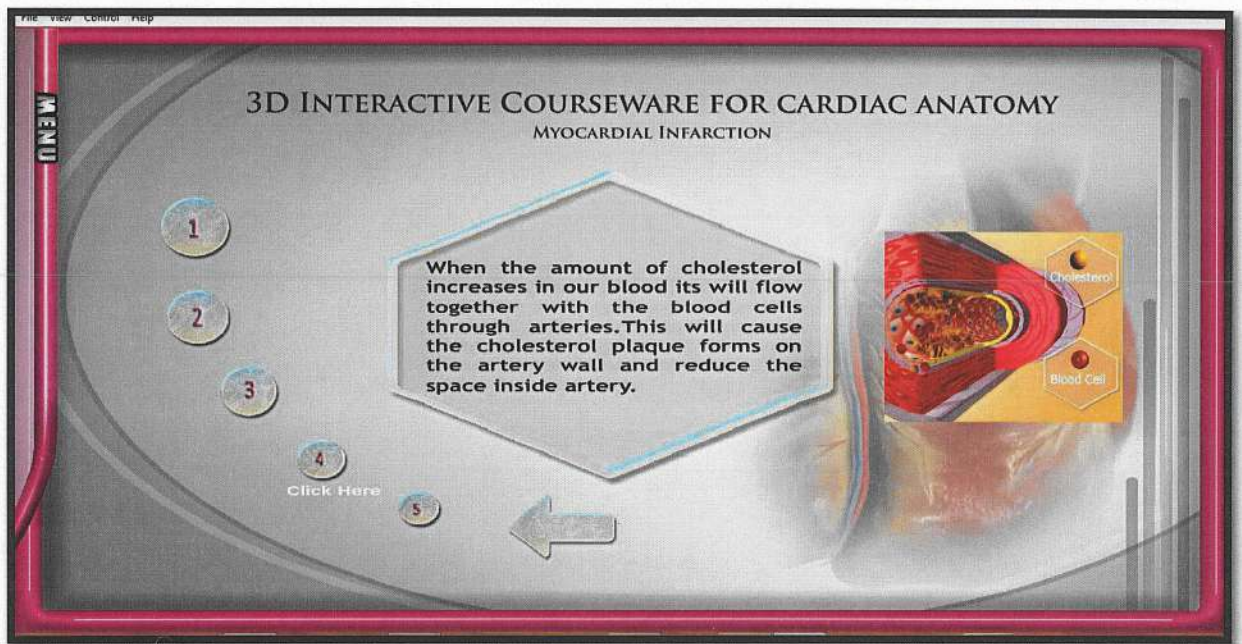 File View Control Help
MENU
3D INTERACTIVE COURSEWARE FOR CARDIAC ANATOMY
MYOCARDIAL INFARCTION
1
2
3
4
Click Here
5
When the amount of cholesterol
increases in our blood its will flow
together with the blood cells
through arteries.This will cause
the cholesterol plaque forms on
the artery wall and reduce the
space inside artery.
Cholesterol
Blood Cell